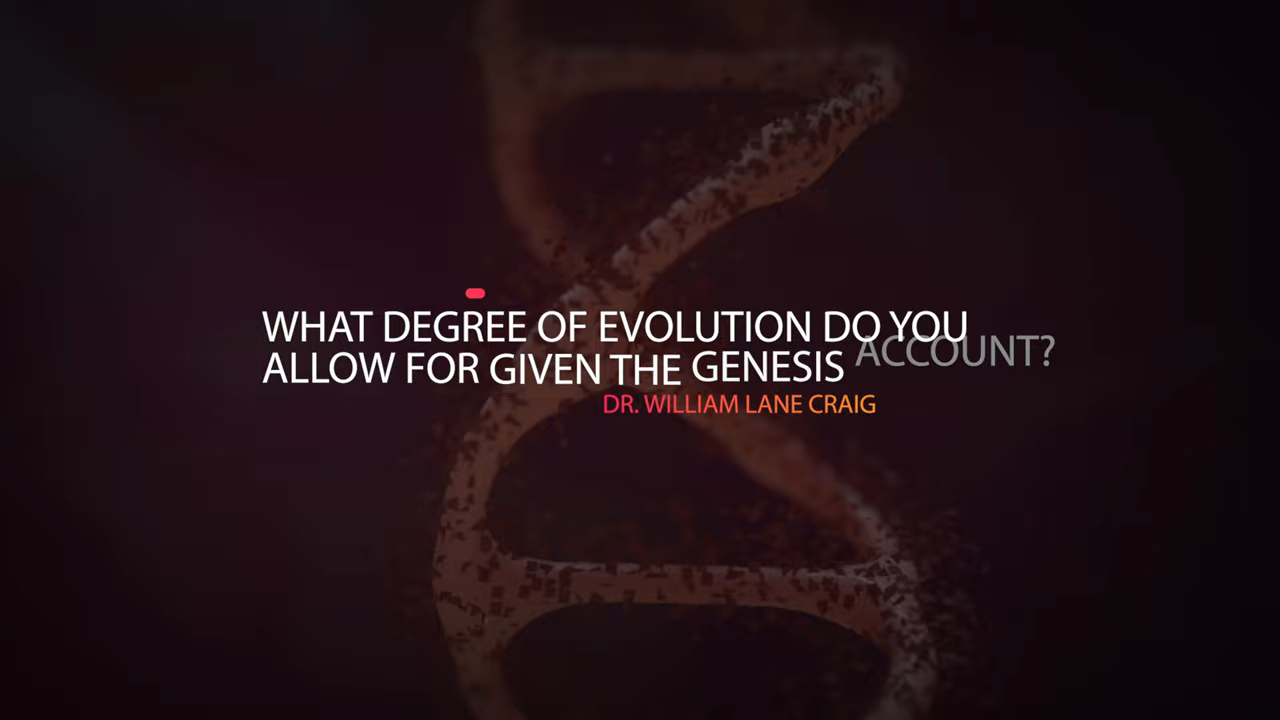 WHAT DEGREE OF EVOLUTION DO YOU
ALLOW FOR GIVEN THE GENESIS ACCOUNT?
DR. WILLIAM LANE CRAIG